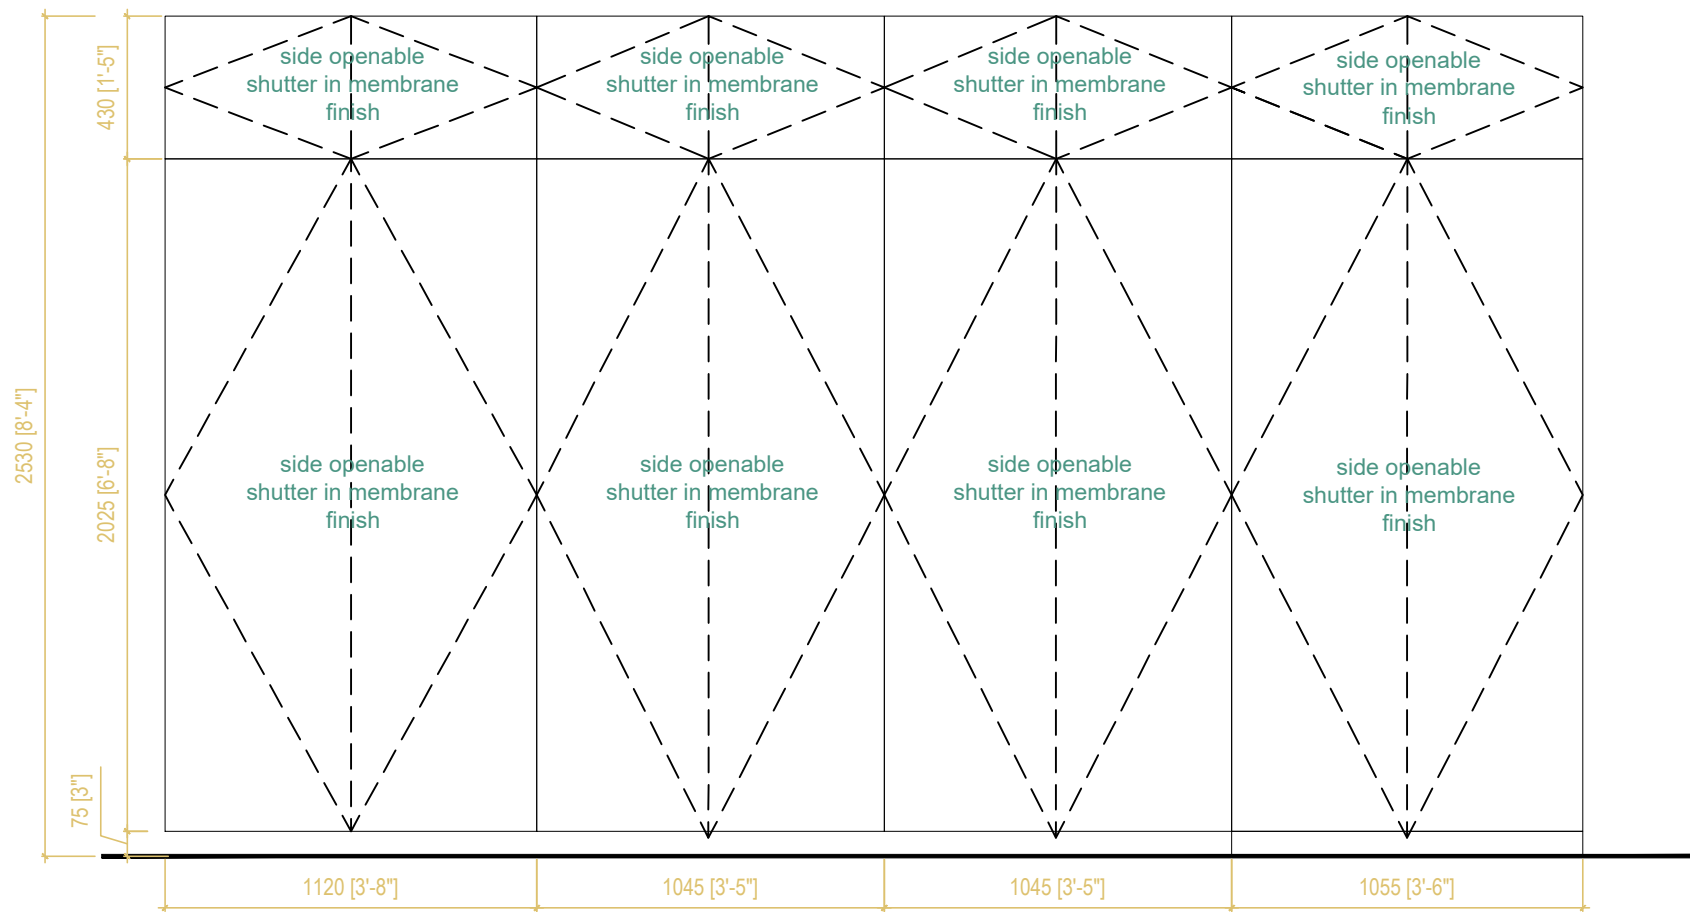 side openable
shutter in membrane
finish
side openable
shutter in membrane
finish
side openable
shutter in membrane
finish
side openable
shutter in membrane
finish
430 [1'-5"]
2530 [8'-4"]
2025 [6'-8"]
side openable
shutter in membrane
finish
side openable
shutter in membrane
finish
side openable
shutter in membrane
finish
side openable
shutter in membrane
finish
75 [3"]
1120 [3'-8"]
1045 [3'-5"]
1045 [3'-5"]
1055 [3'-6"]